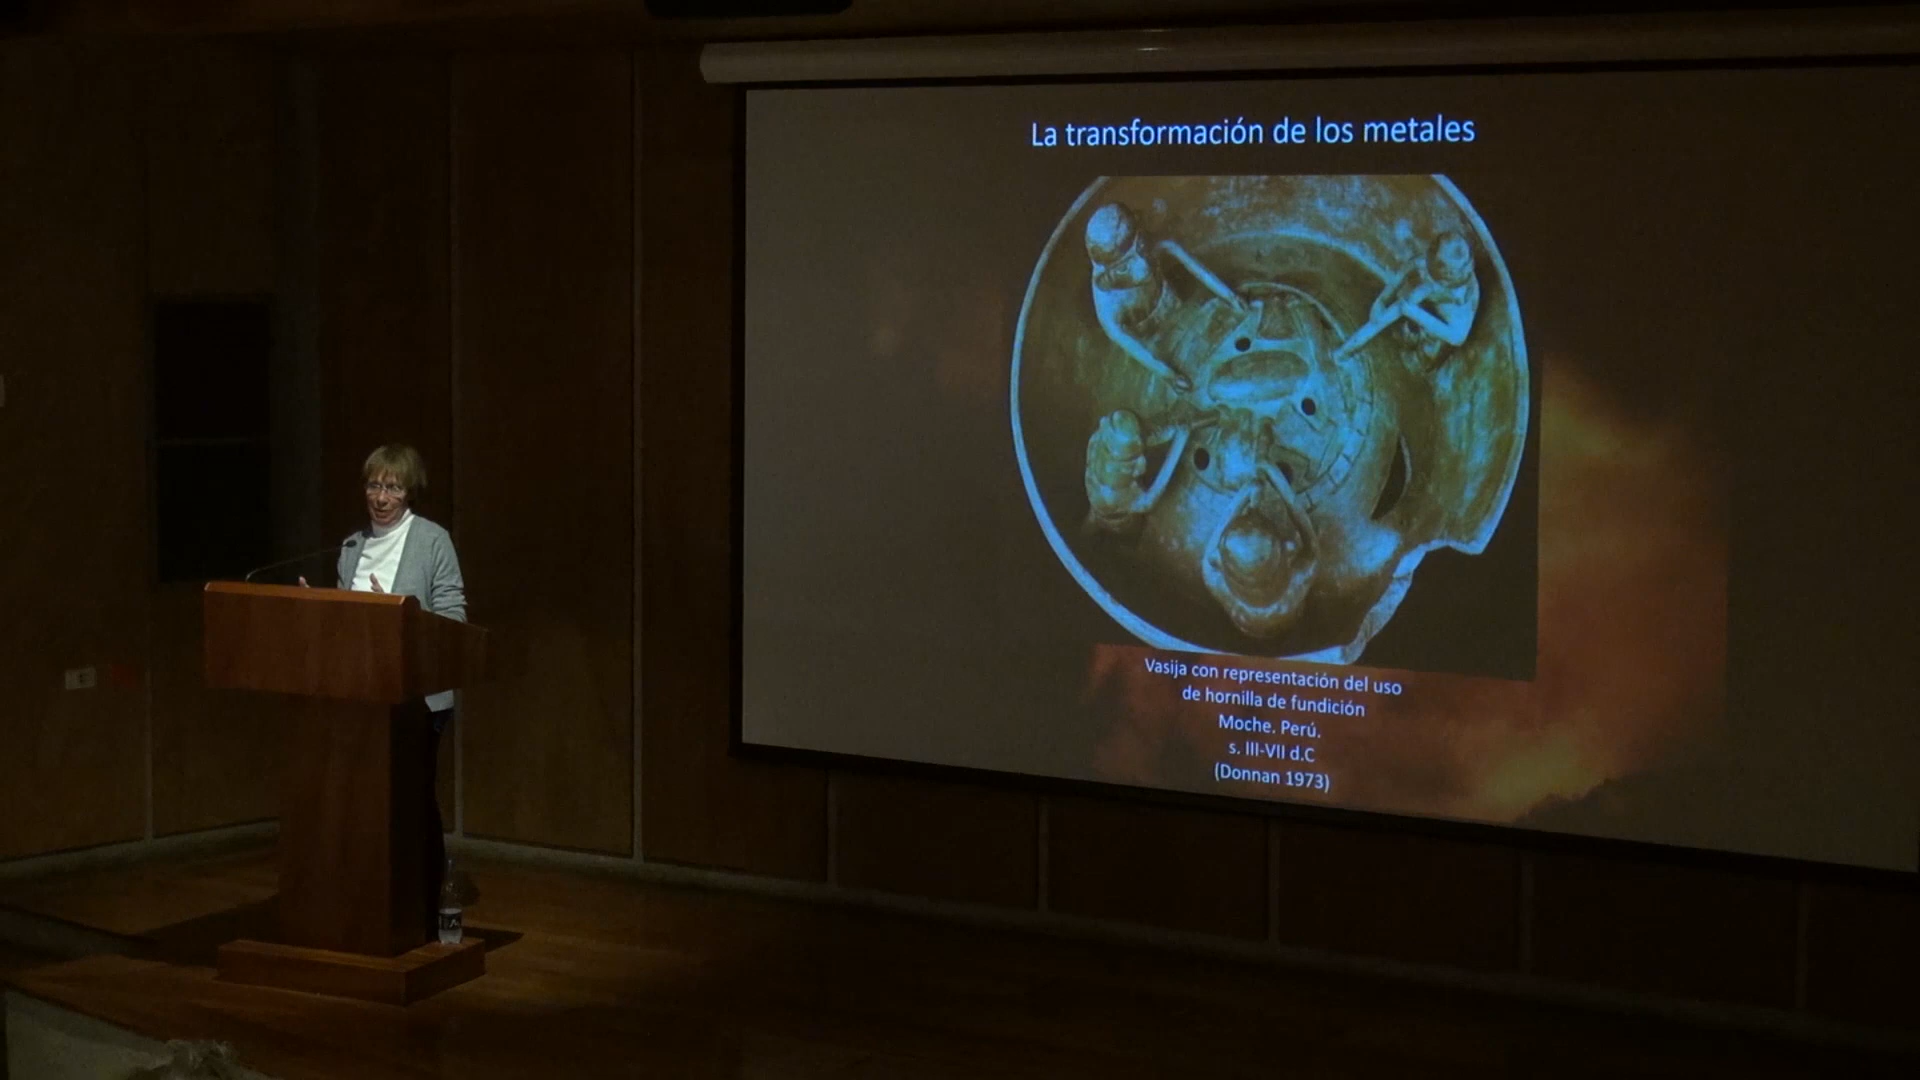 La transformación de los metales
Vasija con representación del uso
de hornilla de fundición
Moche. Perú.
s. III-VII d.C
(Donnan 1973)